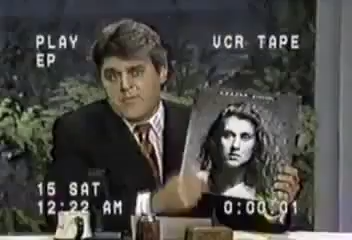 PLAY
VCR TAPE
EP
15 SAT
12:22 AM
0:00:01